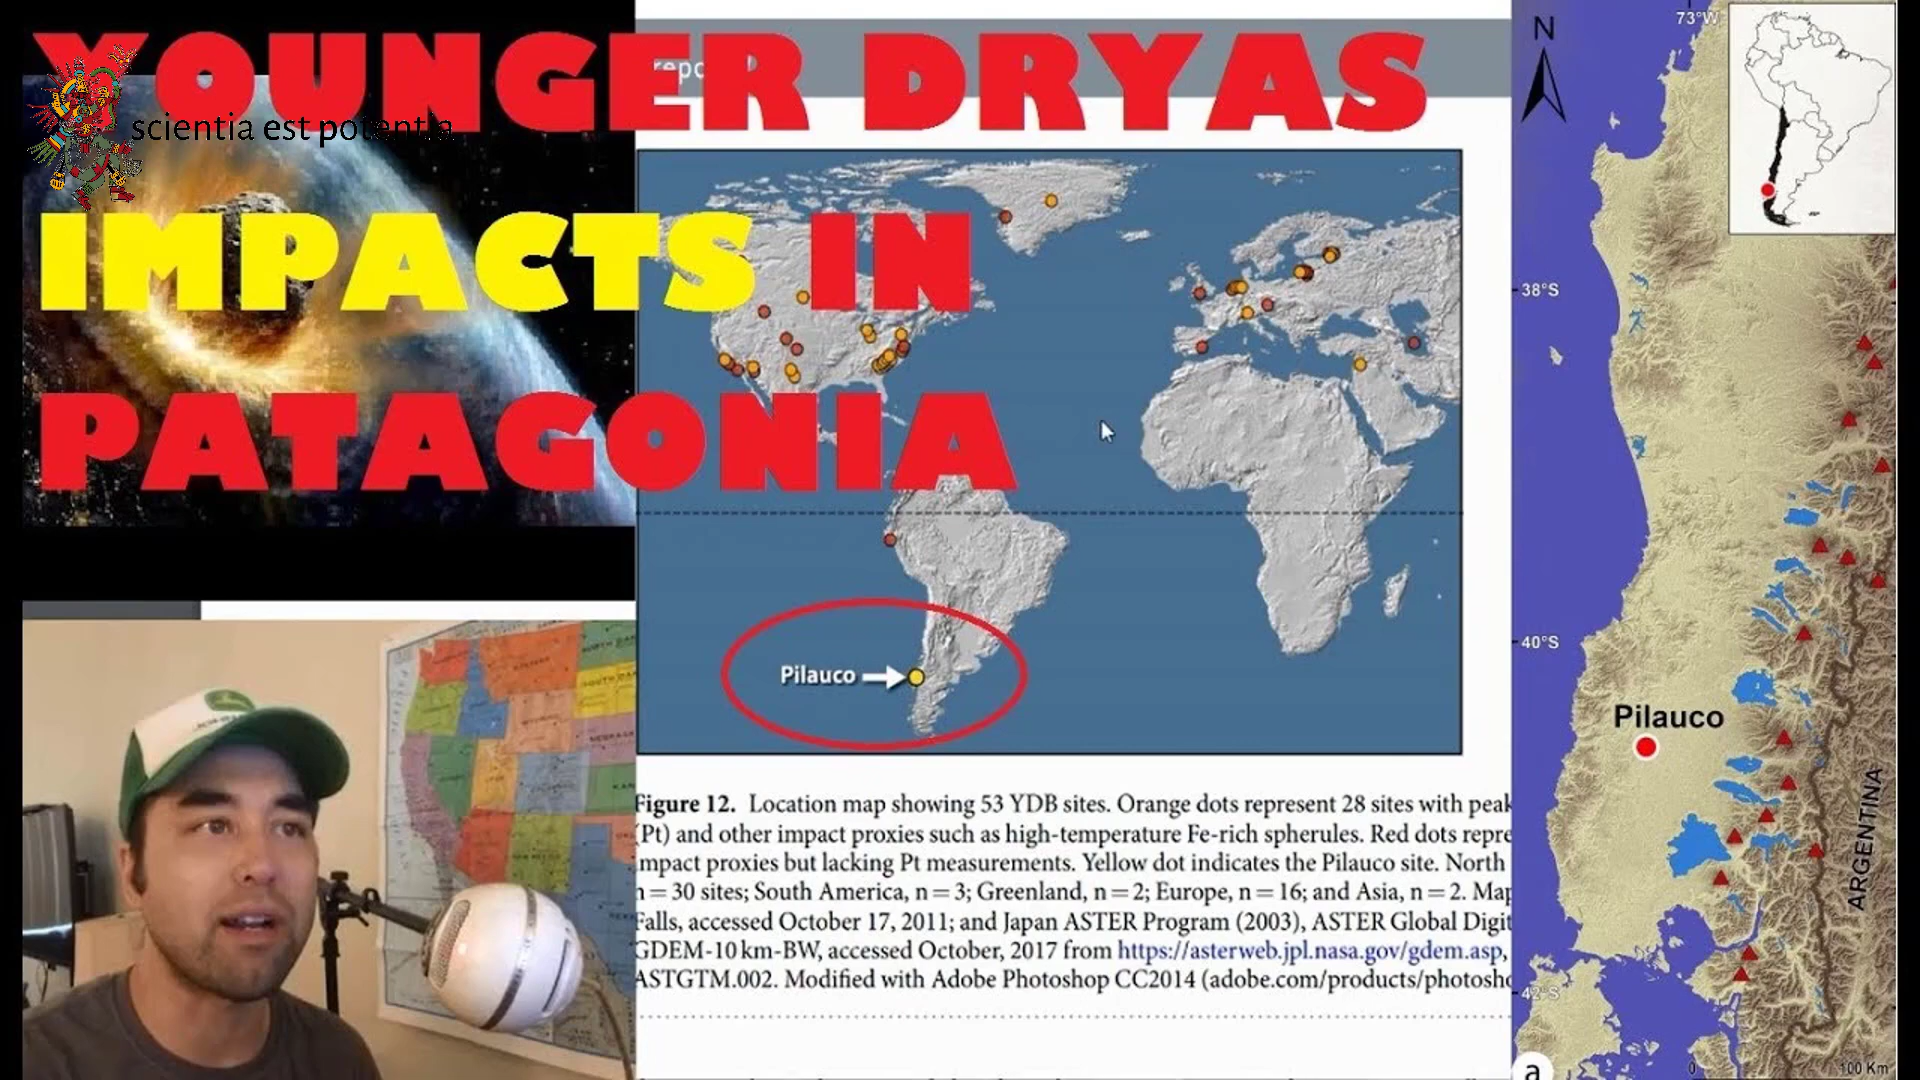 YOUNGER DRYAS
scientia est potentia
IMPACTS IN
PATAGONIA
Pilauco
Figure 12. Location map showing 53 YDB sites. Orange dots represent 28 sites with peak
(Pt) and other impact proxies such as high-temperature Fe-rich spherules. Red dots repre
mpact proxies but lacking Pt measurements. Yellow dot indicates the Pilauco site. North
n = 30 sites; South America, n = 3; Greenland, n = 2; Europe, n = 16; and Asia, n = 2. Map
Falls, accessed October 17, 2011; and Japan ASTER Program (2003), ASTER Global Digit
GDEM-10 km-BW, accessed October, 2017 from https://asterweb.jpl.nasa.gov/gdem.asp,
ASTGTM.002. Modified with Adobe Photoshop CC2014 (adobe.com/products/photosho
N
73°W
38°S
40°S
Pilauco
ARGENTINA
42°S
a
0
100 Km